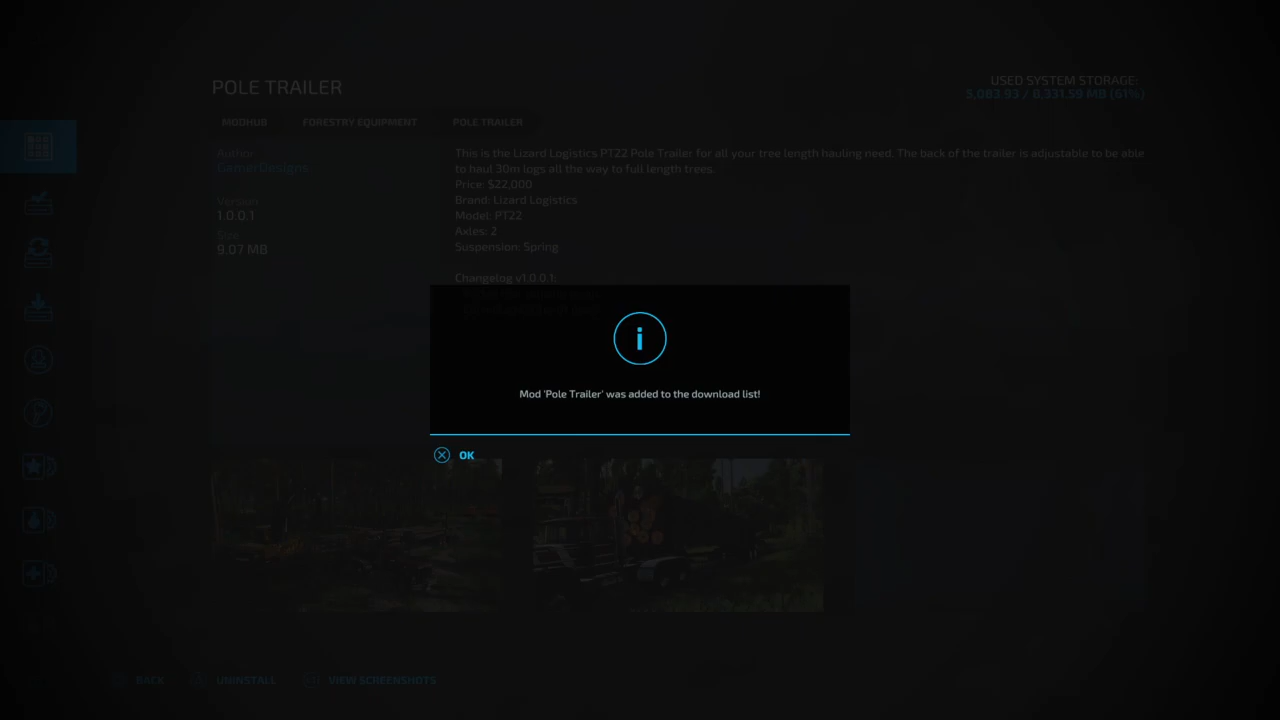 POLE TRAILER
USED SYSTEM STORAGE:
5,083.93 / 8,331.59 MB (61%)
MODHUB
FORESTRY EQUIPMENT
POLE TRAILER
Author
GamerDesigns
Version
1.0.0.1
Size
9.07 MB
This is the Lizard Logistics PT22 Pole Trailer for all your tree length hauling need. The back of the trailer is adjustable to be able
to haul 30m logs all the way to full length trees.
Price: $22,000
Brand: Lizard Logistics
Model: PT22
Axles: 2
Suspension: Spring
Changelog v1.0.0.1:
i
Mod 'Pole Trailer' was added to the download list!
OK
BACK
UNINSTALL
VIEW SCREENSHOTS